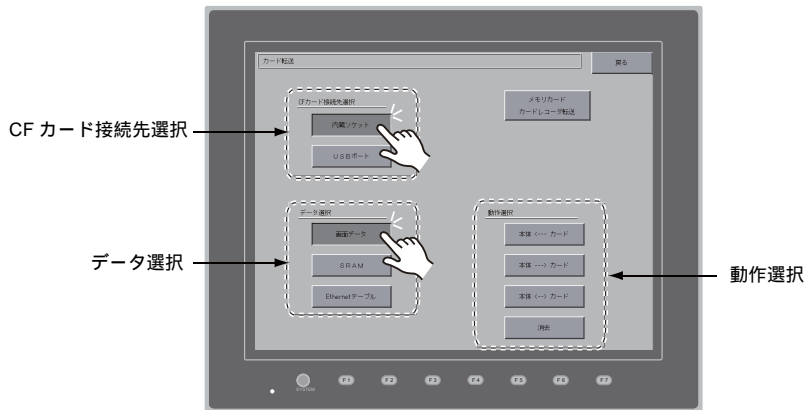 カード転送
戻る
CFカード接続先選択
メモリカード
カードレコーダ転送
内蔵ソケット
CF カード接続先選択
USBポート
データ選択
動作選択
画面データ
本体 <--- カード
データ選択
SRAM
本体 ---> カード
動作選択
Ethernetテーブル
本体 <--> カード
消去
SYSTEM
F1
F2
F3
F4
F5
F6
F7